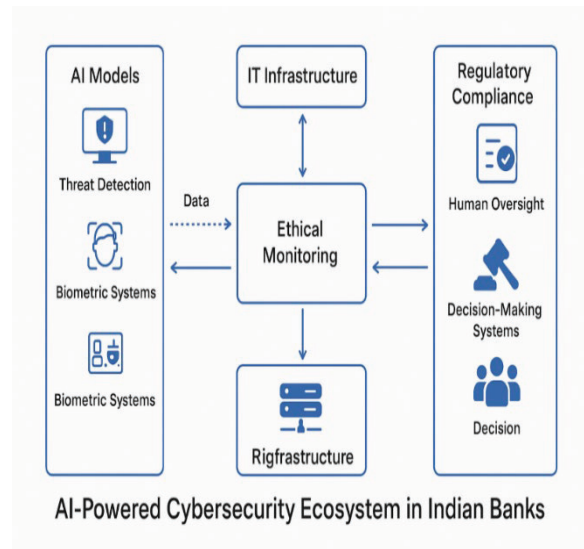 AI Models
Threat Detection
Biometric Systems
Biometric Systems
Data
IT Infrastructure
Ethical
Monitoring
Rigfrastructure
Regulatory
Compliance
Human Oversight
Decision-Making
Systems
Decision
AI-Powered Cybersecurity Ecosystem in Indian Banks